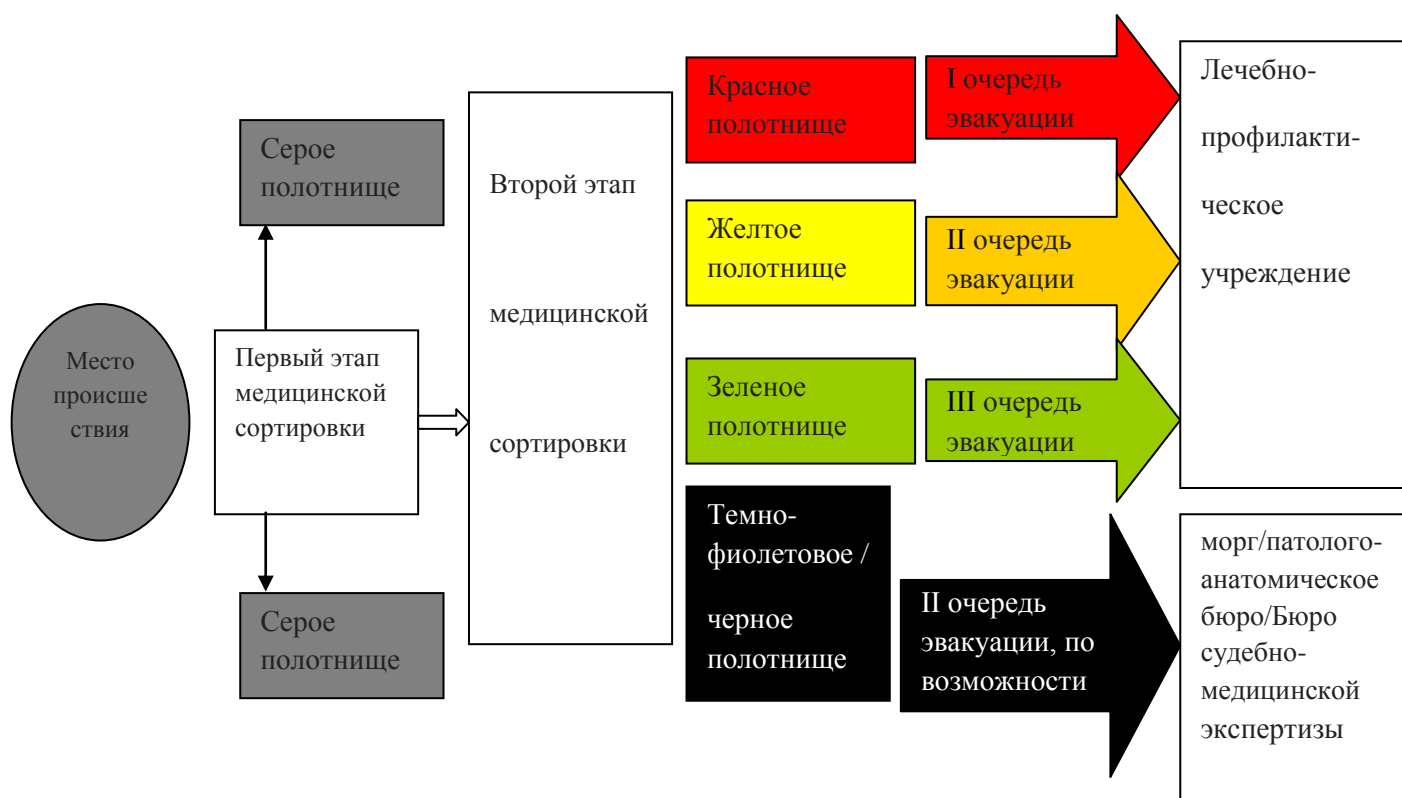 Место
происше
ствия
Серое
полотнище
Первый этап
медицинской
сортировки
Серое
полотнище
Второй этап
медицинской
сортировки
Красное
полотнище
I очередь
эвакуации
Желтое
полотнище
II очередь
эвакуации
Зеленое
полотнище
III очередь
эвакуации
Темно-
фиолетовое /
черное
полотнище
II очередь
эвакуации, по
возможности
Лечебно-
профилакти-
ческое
учреждение
морг/патолого-
анатомическое
бюро/Бюро
судебно-
медицинской
экспертизы